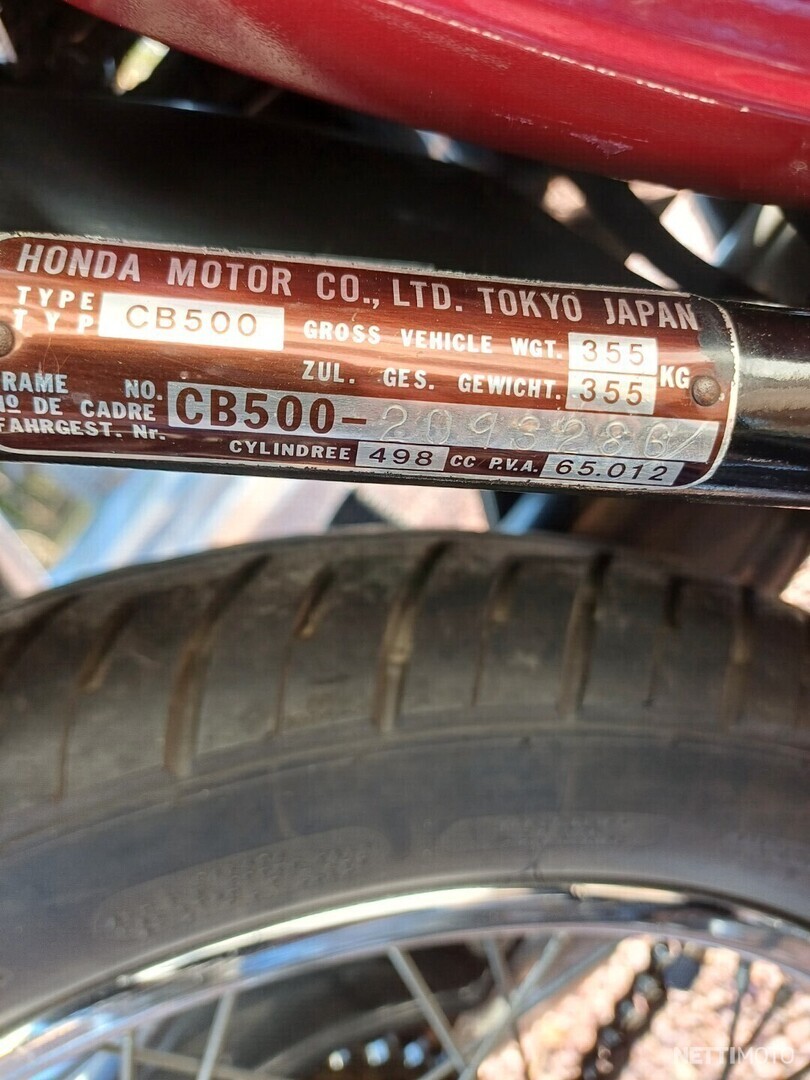 HONDA MOTOR CO., LTD. TOKYO JAPAN
TYPE
TYP
CB500
GROSS VEHICLE WGT. 355
ZUL. GES. GEWICHT. 355
KG
RAME NO.
Nº DE CADRE
FAHRGEST. Nr.
CB500-
CYLINDREE 498 CC P.V.A. 65.012
NETTIMOTO